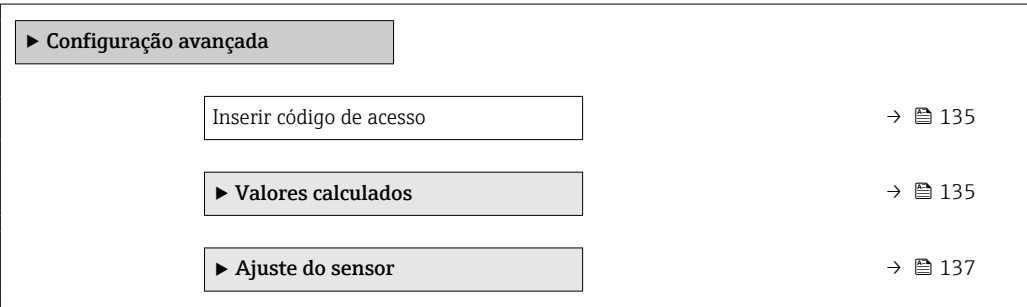 ▶ Configuração avançada
Inserir código de acesso → 135
▶ Valores calculados → 135
▶ Ajuste do sensor → 137